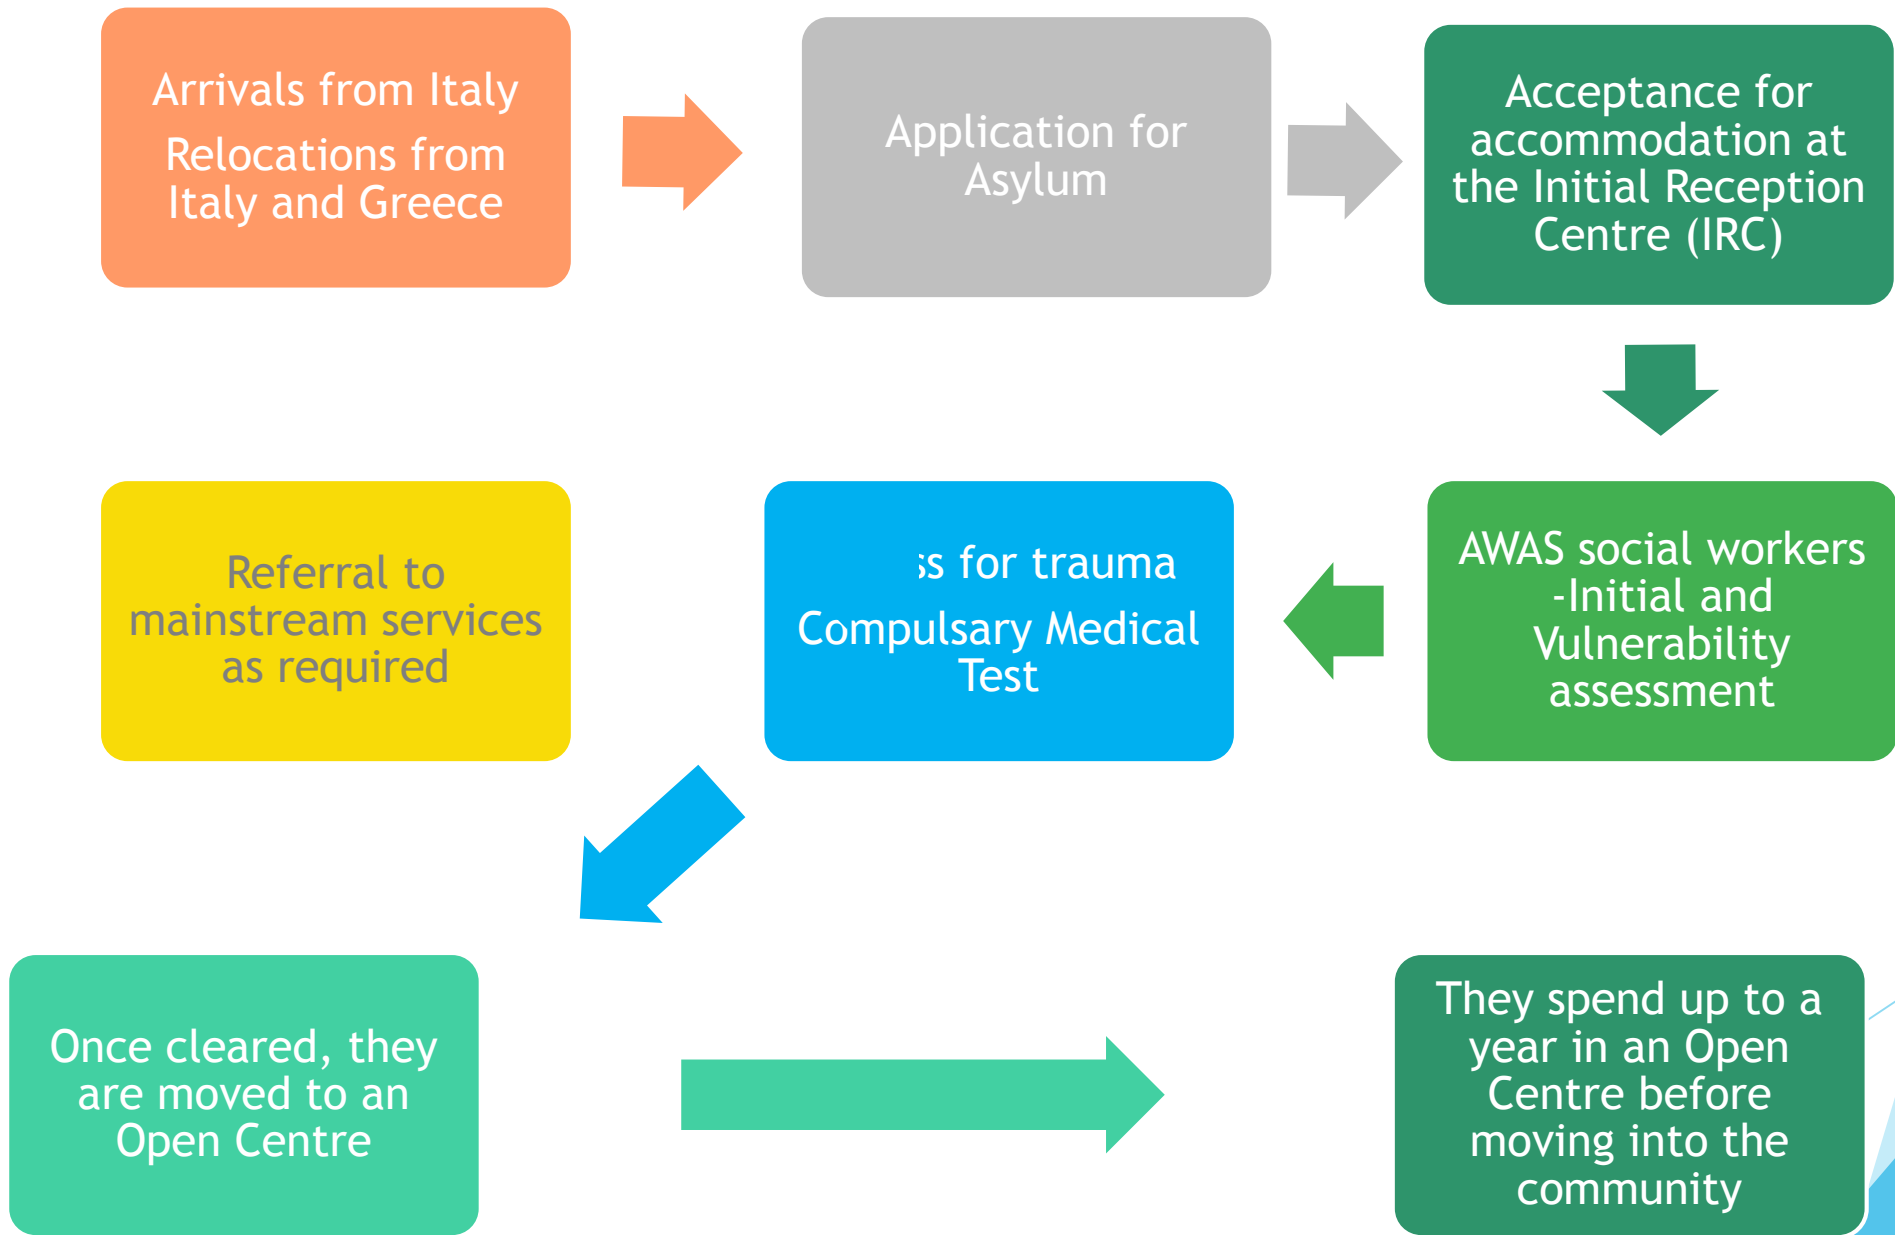 Arrivals from Italy
Relocations from
Italy and Greece
Application for
Asylum
Acceptance for
accommodation at
the Initial Reception
Centre (IRC)
AWAS social workers
-Initial and
Vulnerability
assessment
for trauma
Compulsary Medical
Test
Referral to
mainstream services
as required
Once cleared, they
are moved to an
Open Centre
They spend up to a
year in an Open
Centre before
moving into the
community